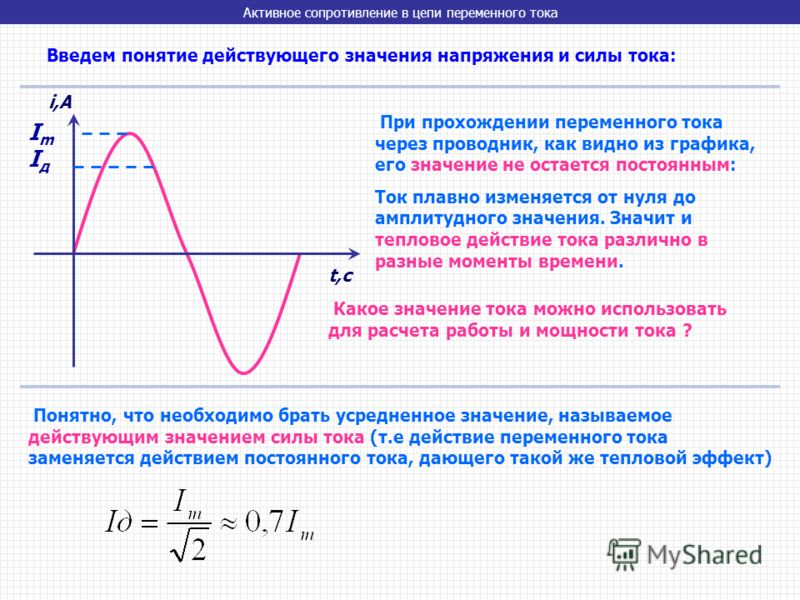 Активное сопротивление в цепи переменного тока
Введем понятие действующего значения напряжения и силы тока:
i,A
Im
Iд
t,c
При прохождении переменного тока
через проводник, как видно из графика,
его значение не остается постоянным:
Ток плавно изменяется от нуля до
амплитудного значения. Значит и
тепловое действие тока различно в
разные моменты времени.
Какое значение тока можно использовать
для расчета работы и мощности тока ?
Понятно, что необходимо брать усредненное значение, называемое
действующим значением силы тока (т.е действие переменного тока
заменяется действием постоянного тока, дающего такой же тепловой эффект)
Iд = Im/√2 ≈ 0,7Im
MyShared